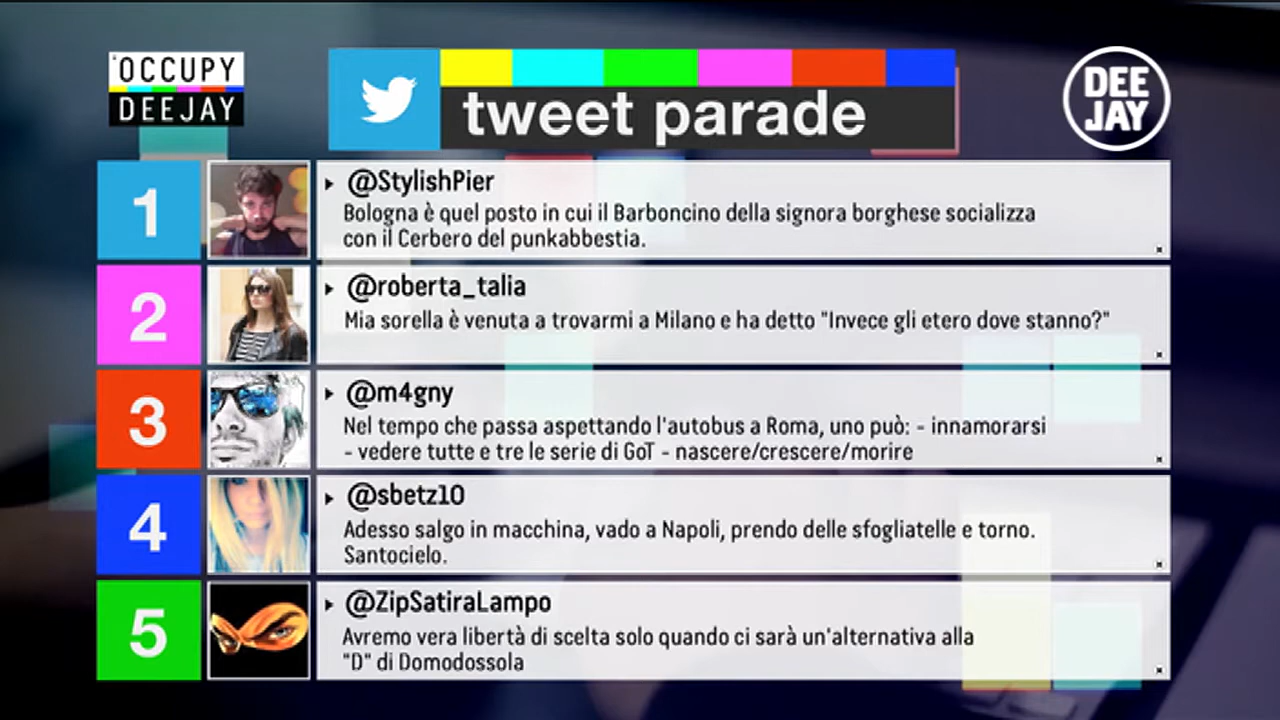 OCCUPY
DEEJAY
tweet parade
DEE
JAY
1
@StylishPier
Bologna è quel posto in cui il Barboncino della signora borghese socializza
con il Cerbero del punkabbestia.
2
@roberta_talia
Mia sorella è venuta a trovarmi a Milano e ha detto "Invece gli etero dove stanno?"
3
@m4gny
Nel tempo che passa aspettando l'autobus a Roma, uno può: - innamorarsi
- vedere tutte e tre le serie di GoT - nascere/crescere/morire
4
@sbetz10
Adesso salgo in macchina, vado a Napoli, prendo delle sfogliatelle e torno.
Santocielo.
5
@ZipSatiraLampo
Avremo vera libertà di scelta solo quando ci sarà un'alternativa alla
"D" di Domodossola